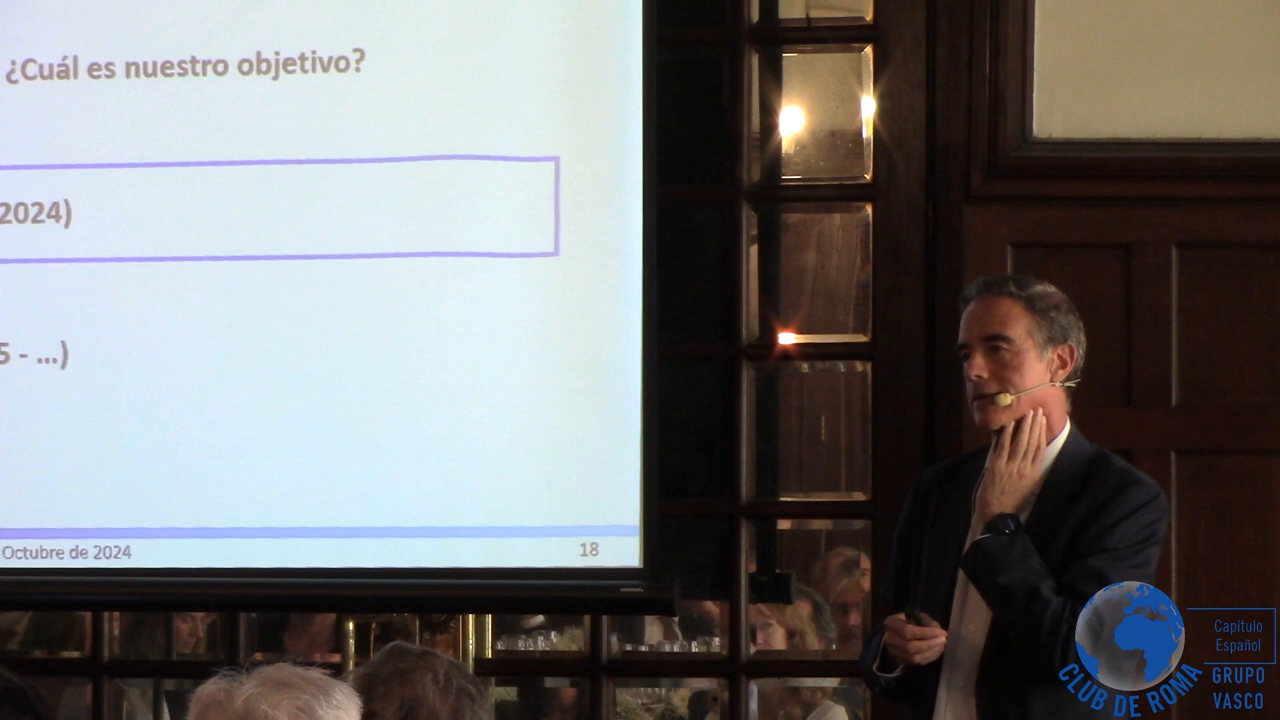 ¿Cuál es nuestro objetivo?
2024)
5 - ...)
Octubre de 2024
18
Capítulo
Español
GRUPO
VASCO
CLUB DE ROMA